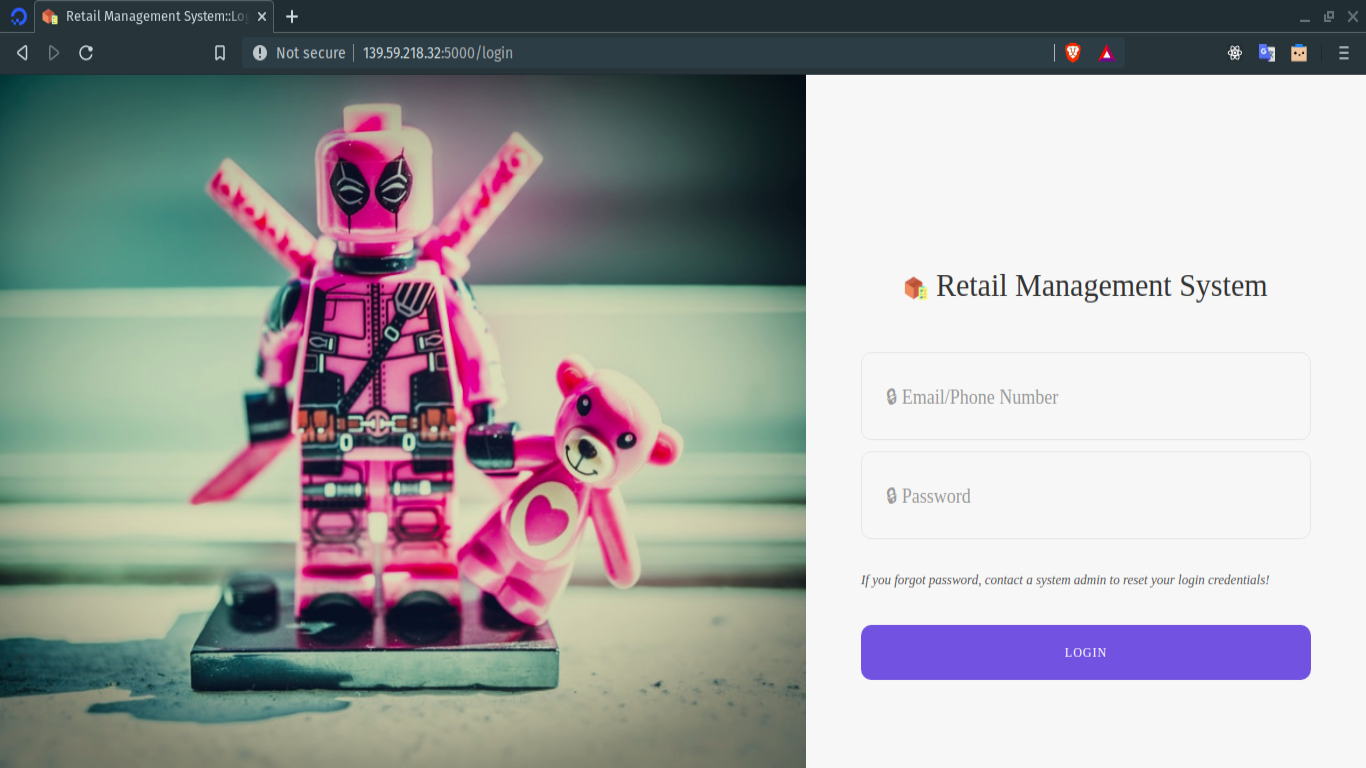 Retail Management System::Lo
Not secure
139.59.218.32:5000/login
Retail Management System
Email/Phone Number
Password
If you forgot password, contact a system admin to reset your login credentials!
LOGIN